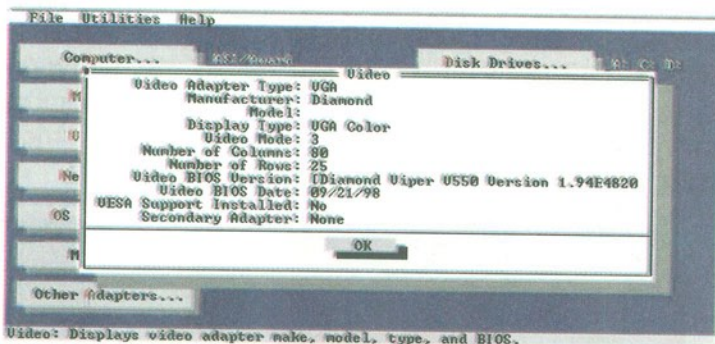 File Utilities Help
Computer... Disk Drives... A: C: D:
Video
Video Adapter Type: VGA
Manufacturer: Diamond
Model:
Display Type: VGA Color
Video Mode: 3
Number of Columns: 80
Number of Rows: 25
Video BIOS Version: [Diamond Viper V550 Version 1.94E4820
Video BIOS Date: 09/21/98
VESA Support Installed: No
Secondary Adapter: None
OK
M
Ne
OS
M
Other Adapters...
Video: Displays video adapter make, model, type, and BIOS.